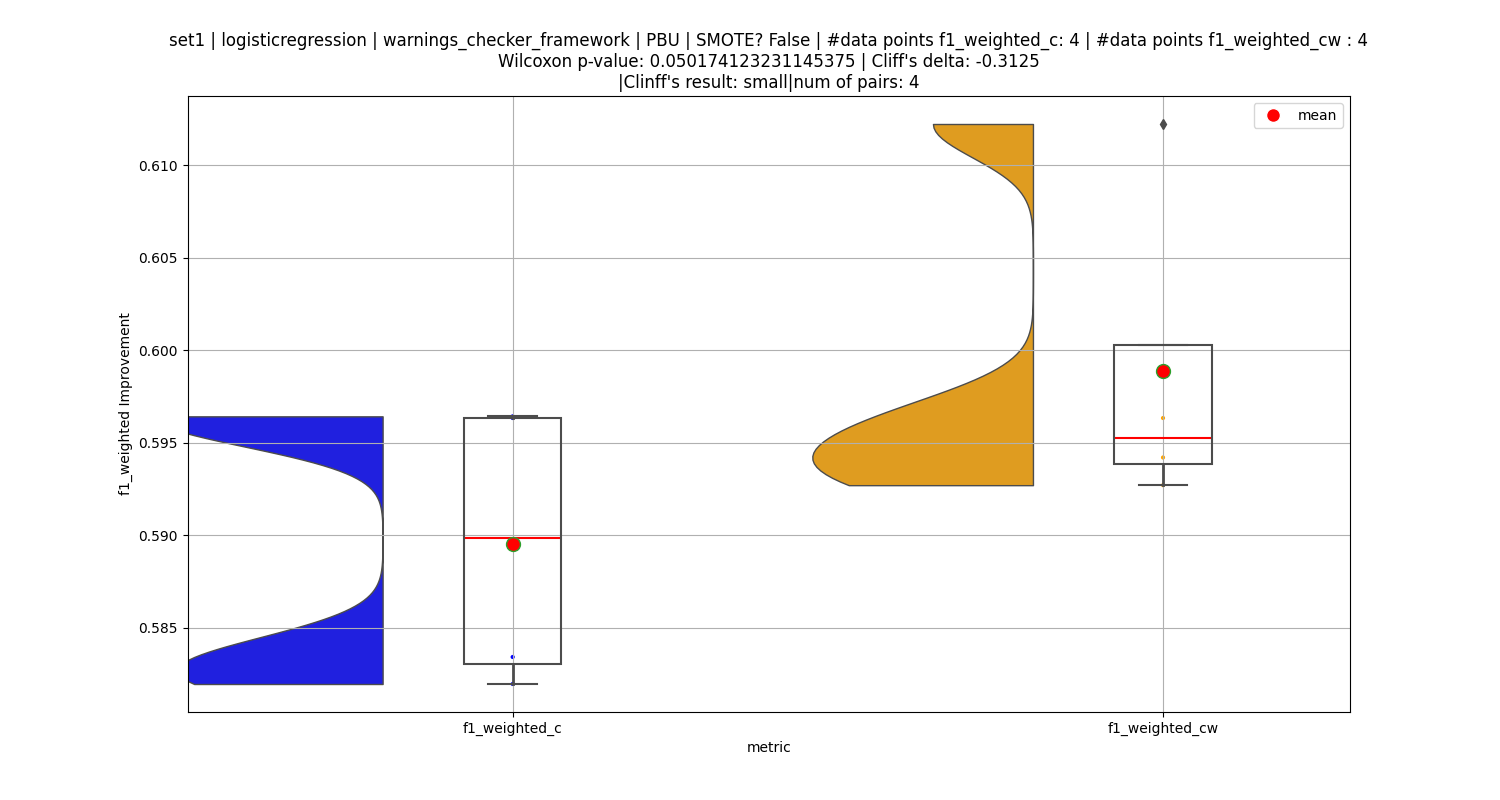 set1 | logisticregression | warnings_checker_framework | PBU | SMOTE? False | #data points f1_weighted_c: 4 | #data points f1_weighted_cw : 4
Wilcoxon p-value: 0.050174123231145375 | Cliff's delta: -0.3125
|Clinff's result: small|num of pairs: 4
mean
0.610
0.605
0.600
0.595
0.590
0.585
f1_weighted Improvement
f1_weighted_c
f1_weighted_cw
metric